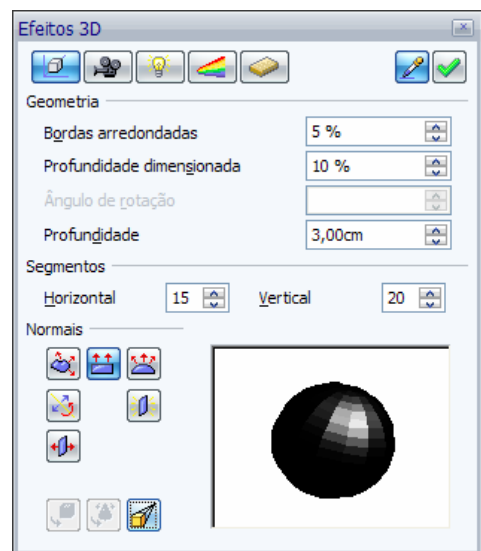 Efeitos 3D
Geometria
Bordas arredondadas 5 %
Profundidade dimensionada 10 %
Ângulo de rotação
Profundidade 3,00cm
Segmentos
Horizontal 15 Vertical 20
Normais